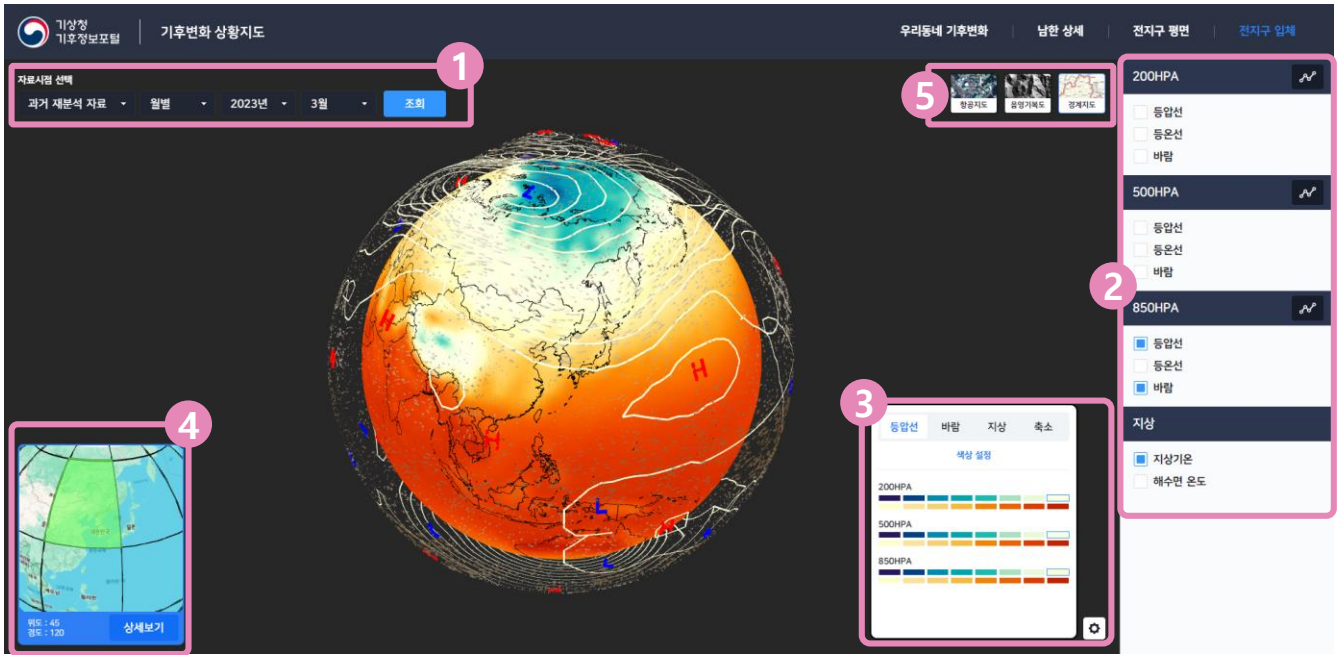 기상청
기후정보포털
기후변화 상황지도
우리동네 기후변화
남한 상세
전지구 평면
전지구 입체
1
자료시점 선택
과거 재분석 자료
월별
2023년
3월
조회
5
항공지도
음영기복도
경계지도
2
200HPA
등압선
등온선
바람
500HPA
등압선
등온선
바람
850HPA
등압선
등온선
바람
지상
지상기온
해수면 온도
L
H
H
H
L
L
3
등압선
바람
지상
축소
색상 설정
200HPA
500HPA
850HPA
4
대한민국
위도 : 45
경도 : 120
상세보기